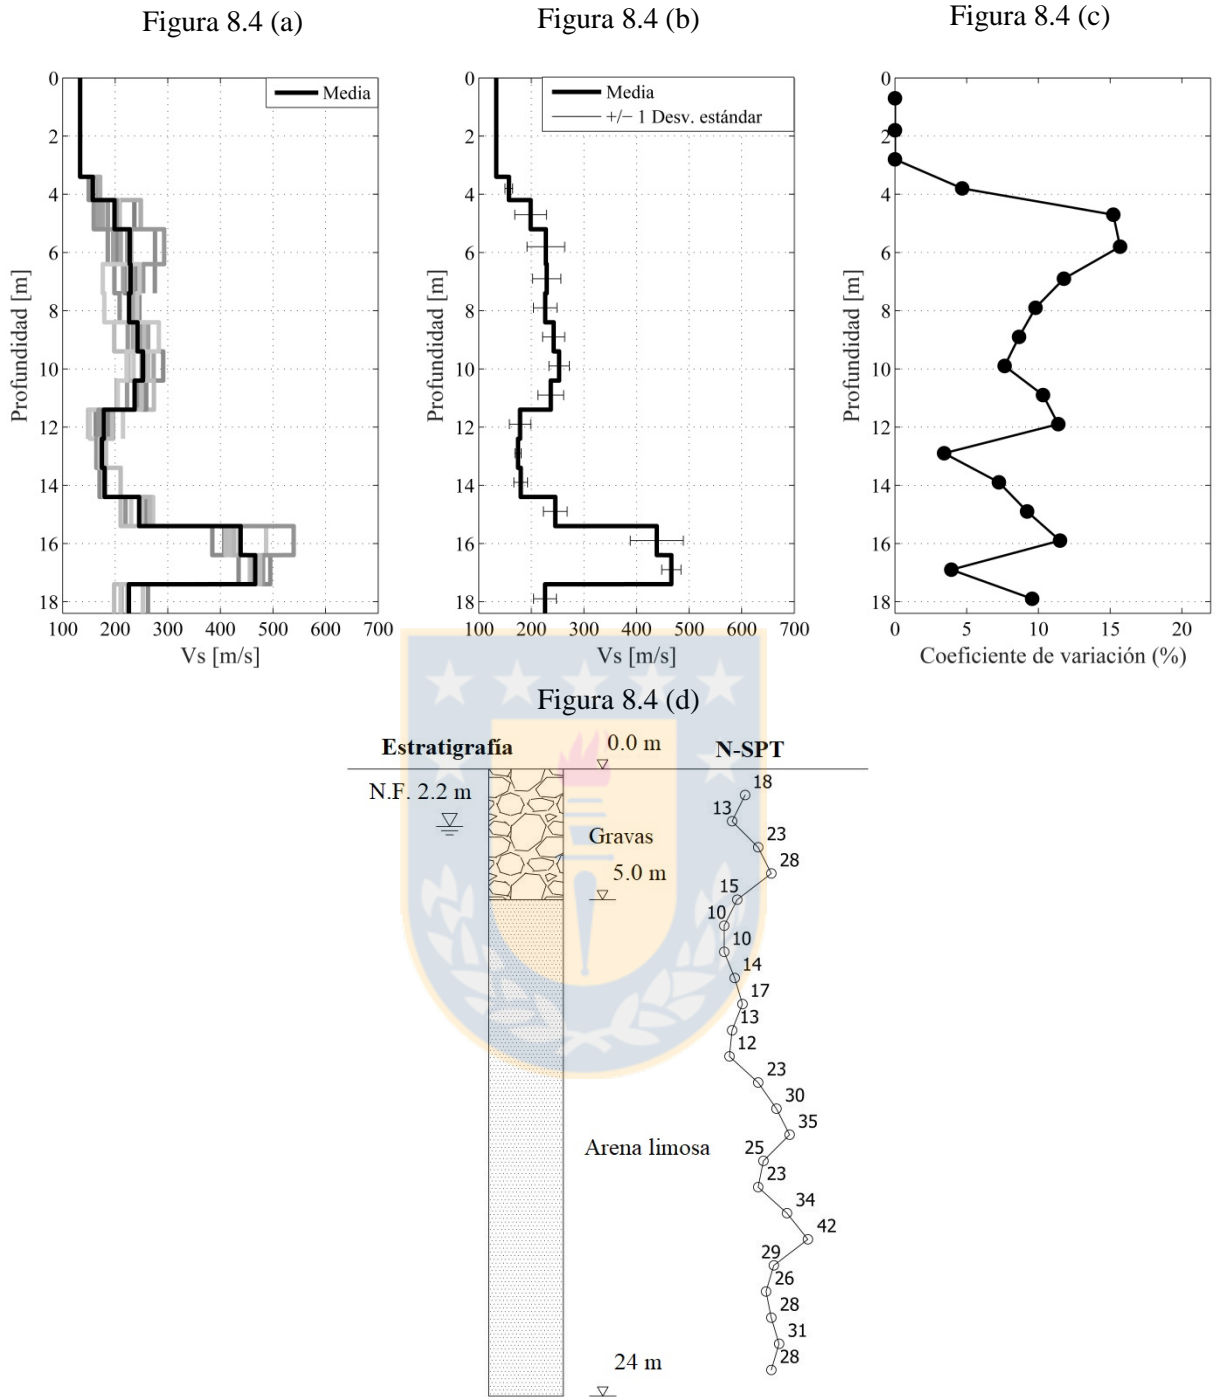 Figura 8.4 (a)
Figura 8.4 (b)
Figura 8.4 (c)
0
2
4
6
8
10
12
14
16
18
Profundidad [m]
100 200 300 400 500 600 700
Vs [m/s]
Media
0
2
4
6
8
10
12
14
16
18
Profundidad [m]
100 200 300 400 500 600 700
Vs [m/s]
Media
+/− 1 Desv. estándar
0
2
4
6
8
10
12
14
16
18
Profundidad [m]
0 5 10 15 20
Coeficiente de variación (%)
Figura 8.4 (d)
Estratigrafía
0.0 m
N-SPT
N.F. 2.2 m
Gravas
5.0 m
Arena limosa
24 m
18
13
23
28
15
10
10
14
17
13
12
23
30
35
25
23
34
42
29
26
28
31
28